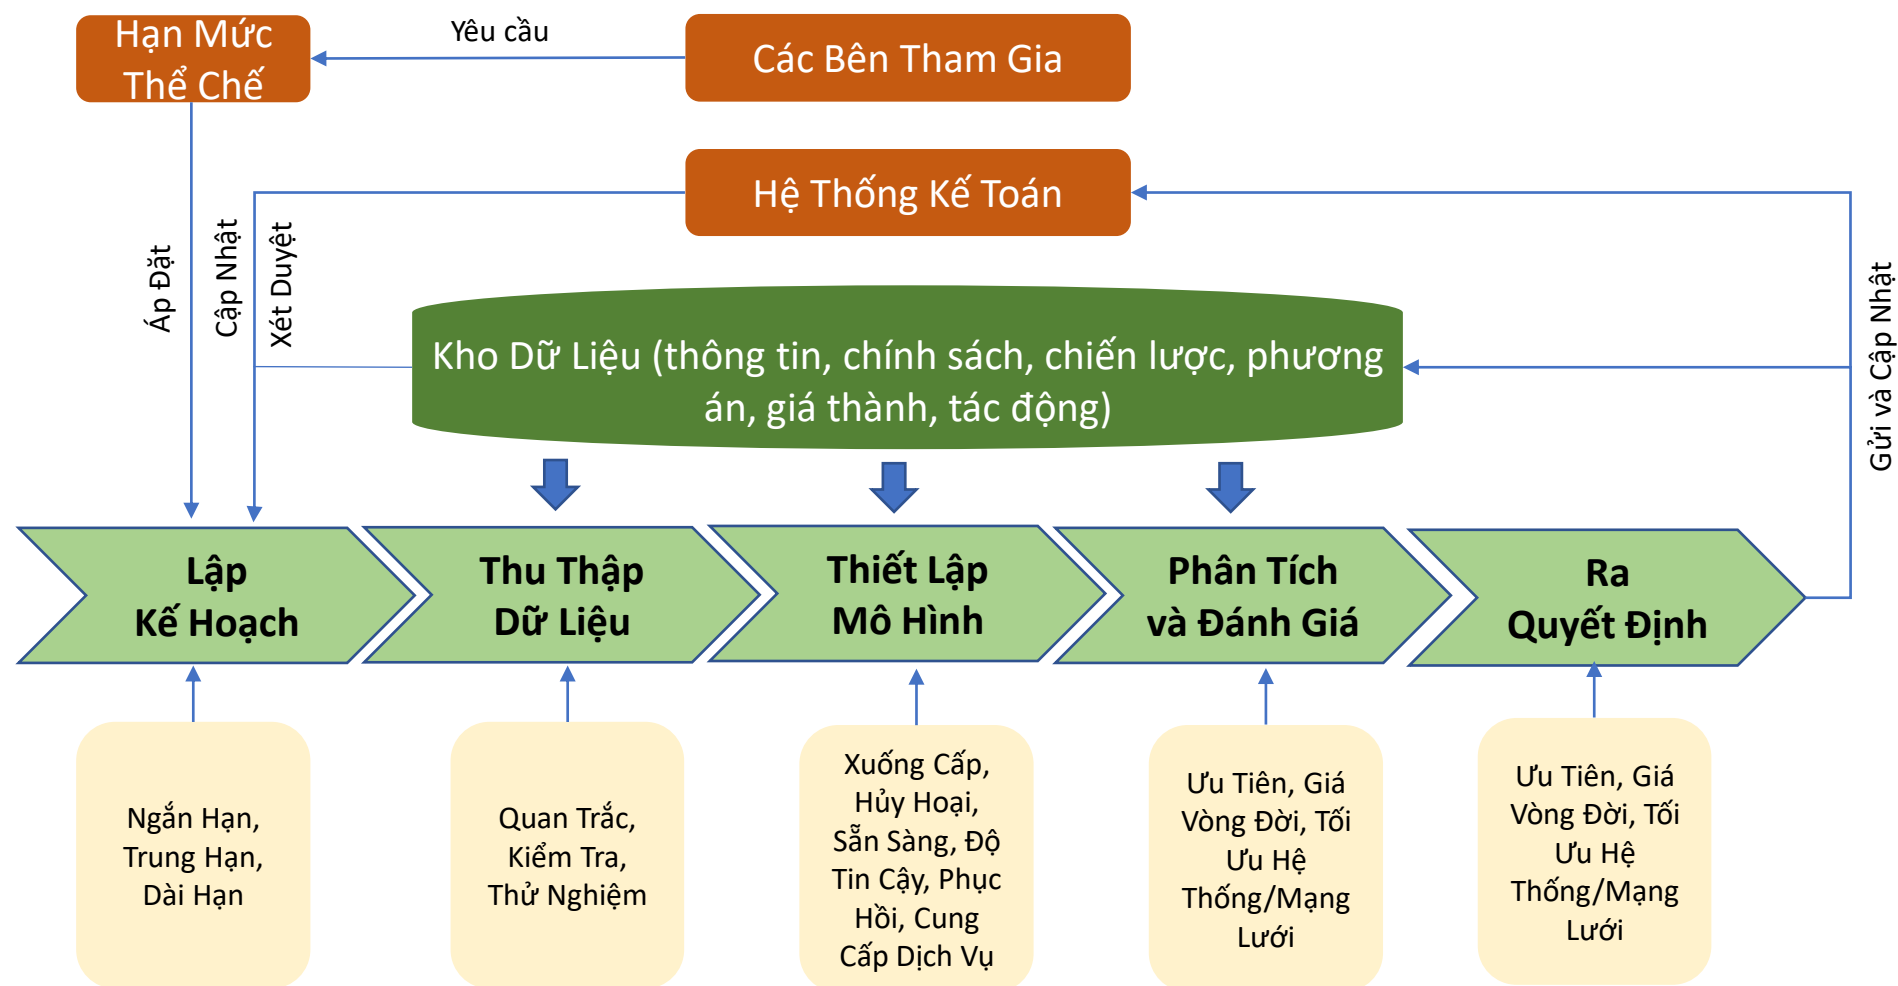 Hạn Mức
Thể Chế
Yêu cầu
Các Bên Tham Gia
Hệ Thống Kế Toán
Áp Đặt
Cập Nhật
Xét Duyệt
Kho Dữ Liệu (thông tin, chính sách, chiến lược, phương
án, giá thành, tác động)
Gửi và Cập Nhật
Lập
Kế Hoạch
Thu Thập
Dữ Liệu
Thiết Lập
Mô Hình
Phân Tích
và Đánh Giá
Ra
Quyết Định
Ngắn Hạn,
Trung Hạn,
Dài Hạn
Quan Trắc,
Kiểm Tra,
Thử Nghiệm
Xuống Cấp,
Hủy Hoại,
Sẵn Sàng, Độ
Tin Cậy, Phục
Hồi, Cung
Cấp Dịch Vụ
Ưu Tiên, Giá
Vòng Đời, Tối
Ưu Hệ
Thống/Mạng
Lưới
Ưu Tiên, Giá
Vòng Đời, Tối
Ưu Hệ
Thống/Mạng
Lưới